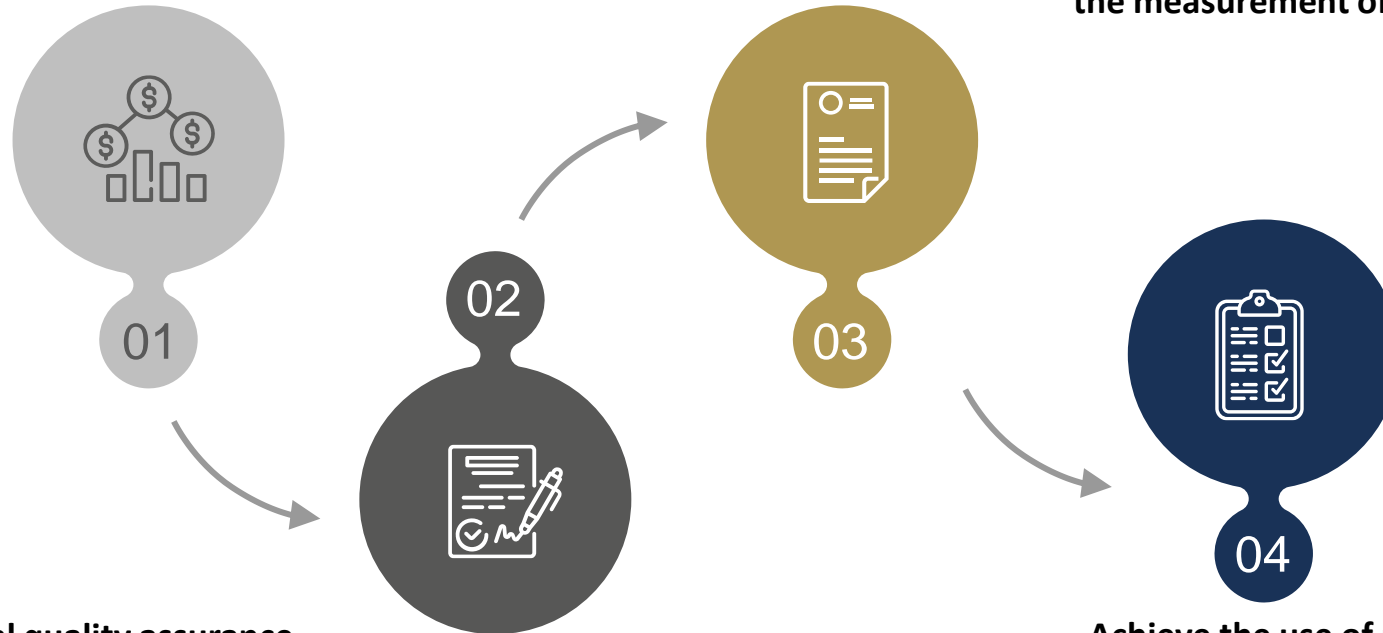 the measurement of
$
$
$
01
02
03
04
quality assurance
Achieve the use of